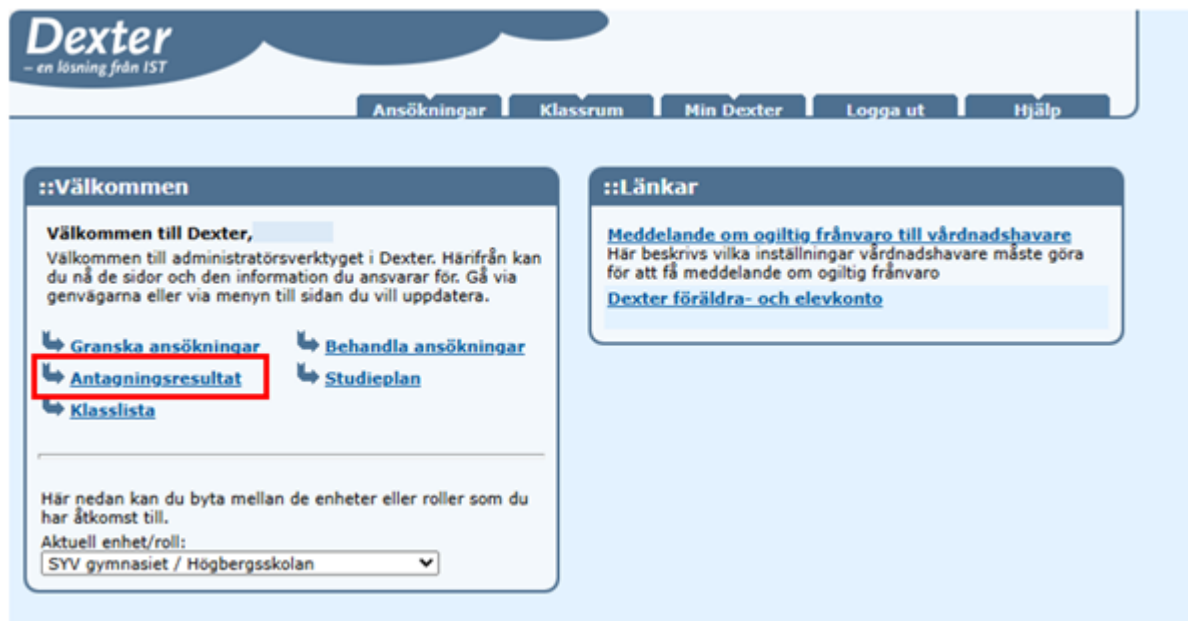 Dexter
– en lösning från IST
Ansökningar Klassrum Min Dexter Logga ut Hjälp
::Välkommen
Välkommen till Dexter,
Välkommen till administratörsverktyget i Dexter. Härifrån kan
du nå de sidor och den information du ansvarar för. Gå via
genvägarna eller via menyn till sidan du vill uppdatera.
Granska ansökningar Behandla ansökningar
Antagningsresultat Studieplan
Klasslista
Här nedan kan du byta mellan de enheter eller roller som du
har åtkomst till.
Aktuell enhet/roll:
SYV gymnasiet / Högbergsskolan
::Länkar
Meddelande om ogiltig frånvaro till vårdnadshavare
Här beskrivs vilka inställningar vårdnadshavare måste göra
för att få meddelande om ogiltig frånvaro
Dexter föräldra- och elevkonto